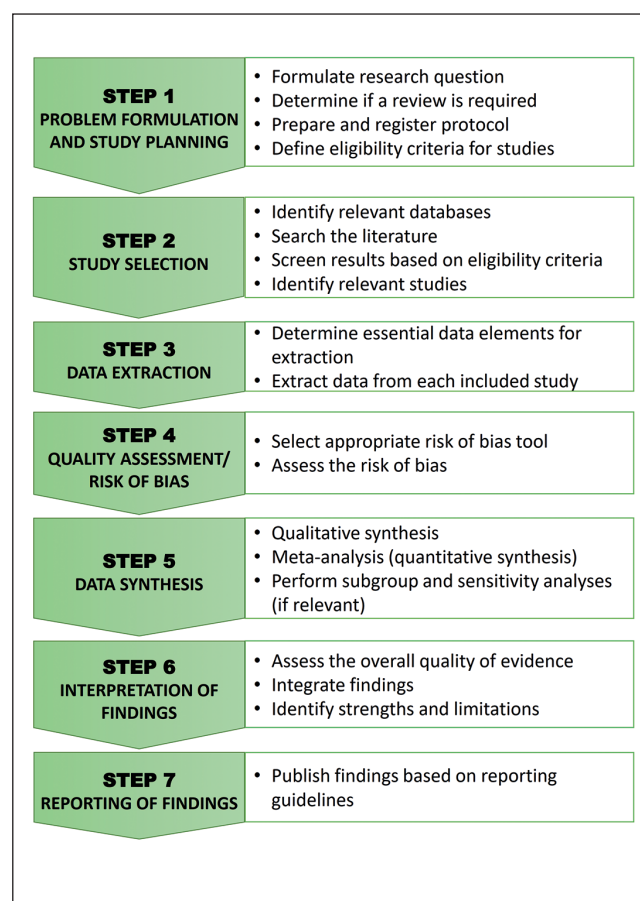 STEP 1
PROBLEM FORMULATION
AND STUDY PLANNING
• Formulate research question
• Determine if a review is required
• Prepare and register protocol
• Define eligibility criteria for studies
STEP 2
STUDY SELECTION
• Identify relevant databases
• Search the literature
• Screen results based on eligibility criteria
• Identify relevant studies
STEP 3
DATA EXTRACTION
• Determine essential data elements for
extraction
• Extract data from each included study
STEP 4
QUALITY ASSESSMENT/
RISK OF BIAS
• Select appropriate risk of bias tool
• Assess the risk of bias
STEP 5
DATA SYNTHESIS
• Qualitative synthesis
• Meta-analysis (quantitative synthesis)
• Perform subgroup and sensitivity analyses
(if relevant)
STEP 6
INTERPRETATION OF
FINDINGS
• Assess the overall quality of evidence
• Integrate findings
• Identify strengths and limitations
STEP 7
REPORTING OF FINDINGS
• Publish findings based on reporting
guidelines